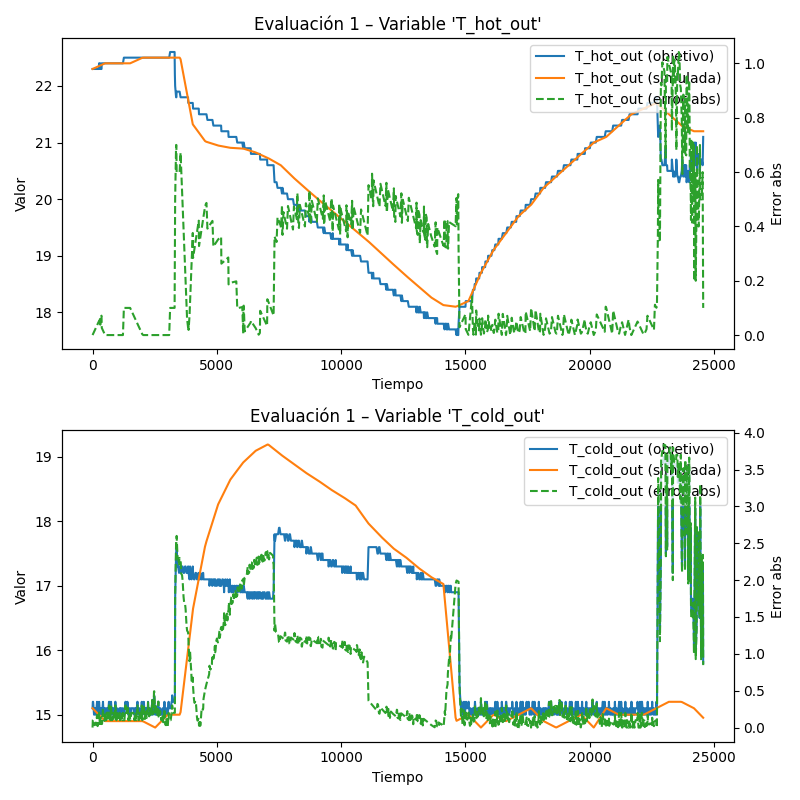 Evaluación 1 – Variable 'T_hot_out'
T_hot_out (objetivo)
T_hot_out (simulada)
T_hot_out (error abs)
Valor
22
21
20
19
18
1.0
0.8
0.6
0.4
0.2
0.0
Error abs
0
5000
10000
15000
20000
25000
Tiempo
Evaluación 1 – Variable 'T_cold_out'
T_cold_out (objetivo)
T_cold_out (simulada)
T_cold_out (error abs)
Valor
19
18
17
16
15
4.0
3.5
3.0
2.5
2.0
1.5
1.0
0.5
0.0
Error abs
0
5000
10000
15000
20000
25000
Tiempo